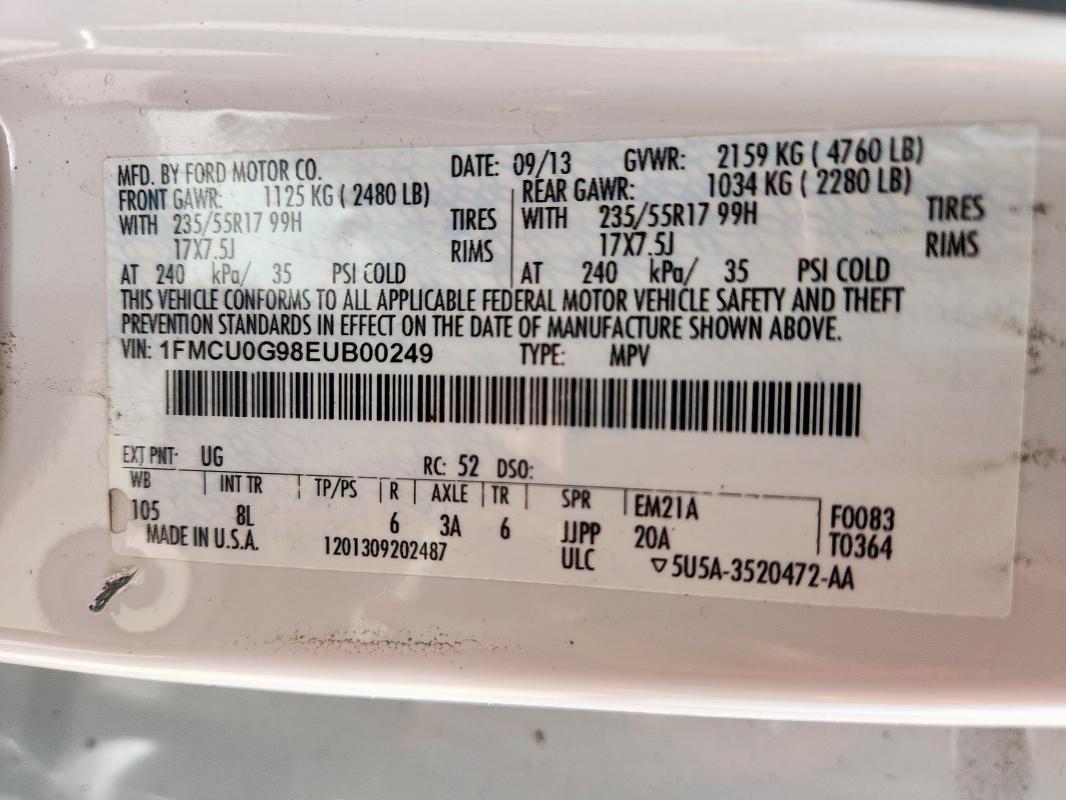 MFD. BY FORD MOTOR CO. DATE: 09/13 GVWR: 2159 KG ( 4760 LB)
FRONT GAWR: 1125 KG ( 2480 LB) REAR GAWR: 1034 KG ( 2280 LB)
WITH 235/55R17 99H TIRES WITH 235/55R17 99H TIRES
17X7.5J RIMS 17X7.5J RIMS
AT 240 kPa/ 35 PSI COLD AT 240 kPa/ 35 PSI COLD
THIS VEHICLE CONFORMS TO ALL APPLICABLE FEDERAL MOTOR VEHICLE SAFETY AND THEFT
PREVENTION STANDARDS IN EFFECT ON THE DATE OF MANUFACTURE SHOWN ABOVE.
VIN: 1FMCU0G98EUB00249 TYPE: MPV
EXT PNT: UG RC: 52 DSO:
WB INT TR TP/PS R AXLE TR SPR EM21A F0083
105 8L 6 3A 6 JJPP 20A T0364
MADE IN U.S.A. 1201309202487 ULC ▽5U5A-3520472-AA